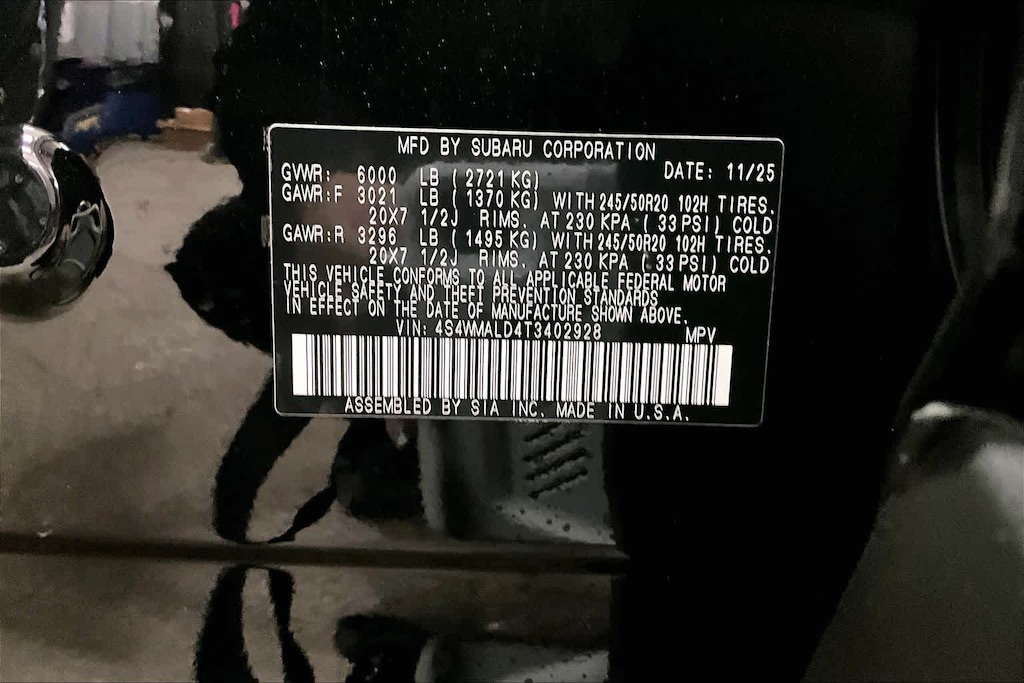 MFD BY SUBARU CORPORATION
GVWR: 6000 LB (2721 KG) DATE: 11/25
GAWR:F 3021 LB (1370 KG) WITH 245/50R20 102H TIRES,
20X7 1/2J RIMS, AT 230 KPA (33 PSI) COLD
GAWR:R 3296 LB (1495 KG) WITH 245/50R20 102H TIRES,
20X7 1/2J RIMS, AT 230 KPA (33 PSI) COLD
THIS VEHICLE CONFORMS TO ALL APPLICABLE FEDERAL MOTOR
VEHICLE SAFETY AND THEFT PREVENTION STANDARDS
IN EFFECT ON THE DATE OF MANUFACTURE SHOWN ABOVE.
VIN: 4S4WMALD4T3402928 MPV
ASSEMBLED BY SIA INC. MADE IN U.S.A.